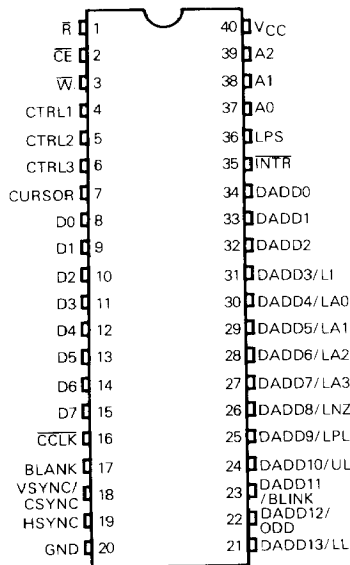 R̅ 1 40 VCC
C̅E̅ 2 39 A2
W̅ 3 38 A1
CTRL1 4 37 A0
CTRL2 5 36 LPS
CTRL3 6 35 I̅N̅T̅R̅
CURSOR 7 34 DADD0
D0 8 33 DADD1
D1 9 32 DADD2
D2 10 31 DADD3/LI
D3 11 30 DADD4/LA0
D4 12 29 DADD5/LA1
D5 13 28 DADD6/LA2
D6 14 27 DADD7/LA3
D7 15 26 DADD8/LNZ
C̅C̅L̅K̅ 16 25 DADD9/LPL
BLANK 17 24 DADD10/UL
VSYNC/
CSYNC 18 23 DADD11
/BLINK
HSYNC 19 22 DADD12/
ODD
GND 20 21 DADD13/LL